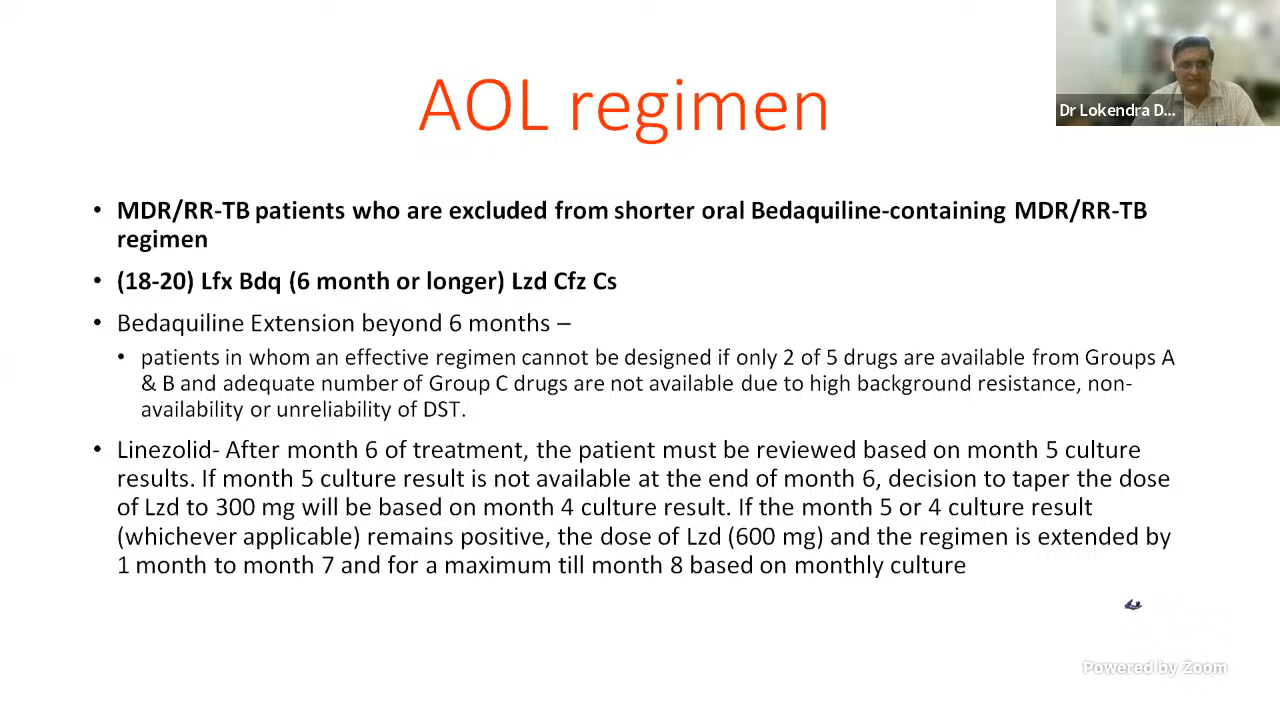 AOL regimen
Dr Lokendra D...
• MDR/RR-TB patients who are excluded from shorter oral Bedaquiline-containing MDR/RR-TB
regimen
• (18-20) Lfx Bdq (6 month or longer) Lzd Cfz Cs
• Bedaquiline Extension beyond 6 months –
• patients in whom an effective regimen cannot be designed if only 2 of 5 drugs are available from Groups A
& B and adequate number of Group C drugs are not available due to high background resistance, non-
availability or unreliability of DST.
• Linezolid- After month 6 of treatment, the patient must be reviewed based on month 5 culture
results. If month 5 culture result is not available at the end of month 6, decision to taper the dose
of Lzd to 300 mg will be based on month 4 culture result. If the month 5 or 4 culture result
(whichever applicable) remains positive, the dose of Lzd (600 mg) and the regimen is extended by
1 month to month 7 and for a maximum till month 8 based on monthly culture
Powered by Zoom